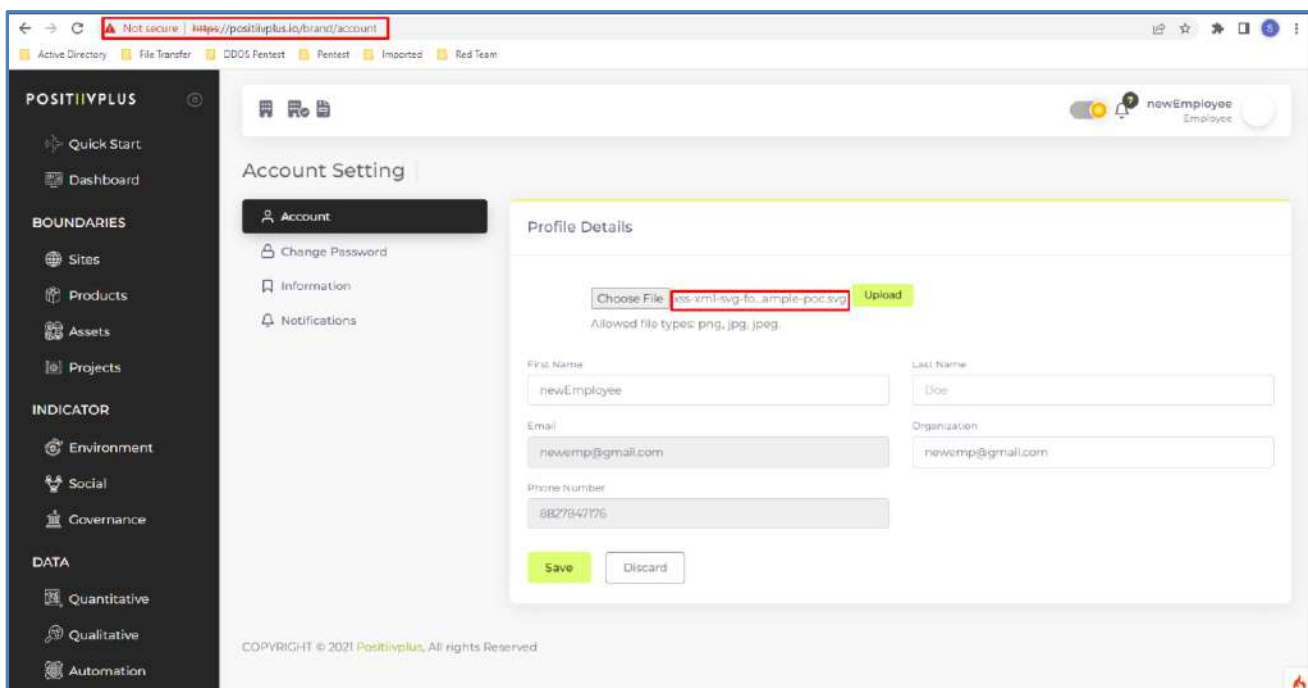 Not secure | https://positiivplus.io/brand/account
Active Directory File Transfer DDOS Pentest Pentest Imported Red Team
POSITIIVPLUS
Quick Start
Dashboard
BOUNDARIES
Sites
Products
Assets
Projects
INDICATOR
Environment
Social
Governance
DATA
Quantitative
Qualitative
Automation
7
newEmployee
Employee
S
Account Setting
Account
Change Password
Information
Notifications
Profile Details
Choose File xss-xml-svg-fo...ample-poc.svg Upload
Allowed file types: png, jpg, jpeg.
First Name Last Name
newEmployee Doe
Email Organization
newemp@gmail.com newemp@gmail.com
Phone Number
8827847176
Save Discard
COPYRIGHT © 2021 Positiivplus, All rights Reserved